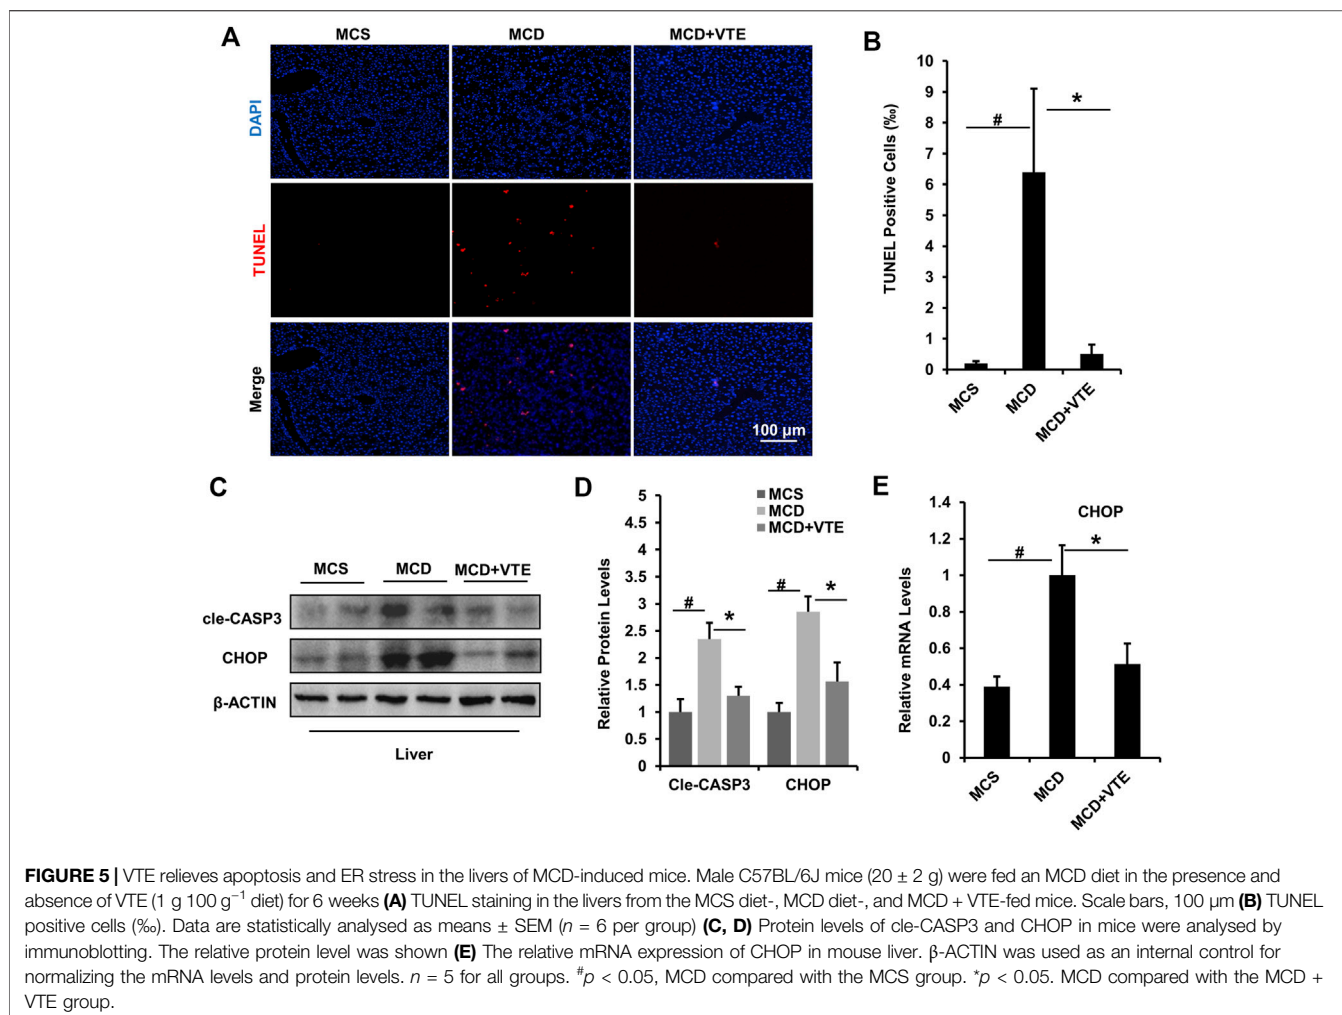 A
MCS
MCD
MCD+VTE
DAPI
TUNEL
Merge
100 µm
B
TUNEL Positive Cells (‰)
10
9
8
7
6
5
4
3
2
1
0
#
*
MCS
MCD
MCD+VTE
C
MCS
MCD
MCD+VTE
cle-CASP3
CHOP
β-ACTIN
Liver
D
Relative Protein Levels
5
4.5
4
3.5
3
2.5
2
1.5
1
0.5
0
MCS
MCD
MCD+VTE
#
*
#
*
Cle-CASP3
CHOP
E
Relative mRNA Levels
1.4
1.2
1
0.8
0.6
0.4
0.2
0
CHOP
#
*
MCS
MCD
MCD+VTE
FIGURE 5 | VTE relieves apoptosis and ER stress in the livers of MCD-induced mice. Male C57BL/6J mice (20 ± 2 g) were fed an MCD diet in the presence and
absence of VTE (1 g 100 g⁻¹ diet) for 6 weeks (A) TUNEL staining in the livers from the MCS diet-, MCD diet-, and MCD + VTE-fed mice. Scale bars, 100 µm (B) TUNEL
positive cells (‰). Data are statistically analysed as means ± SEM (n = 6 per group) (C, D) Protein levels of cle-CASP3 and CHOP in mice were analysed by
immunoblotting. The relative protein level was shown (E) The relative mRNA expression of CHOP in mouse liver. β-ACTIN was used as an internal control for
normalizing the mRNA levels and protein levels. n = 5 for all groups. #p < 0.05, MCD compared with the MCS group. *p < 0.05. MCD compared with the MCD +
VTE group.